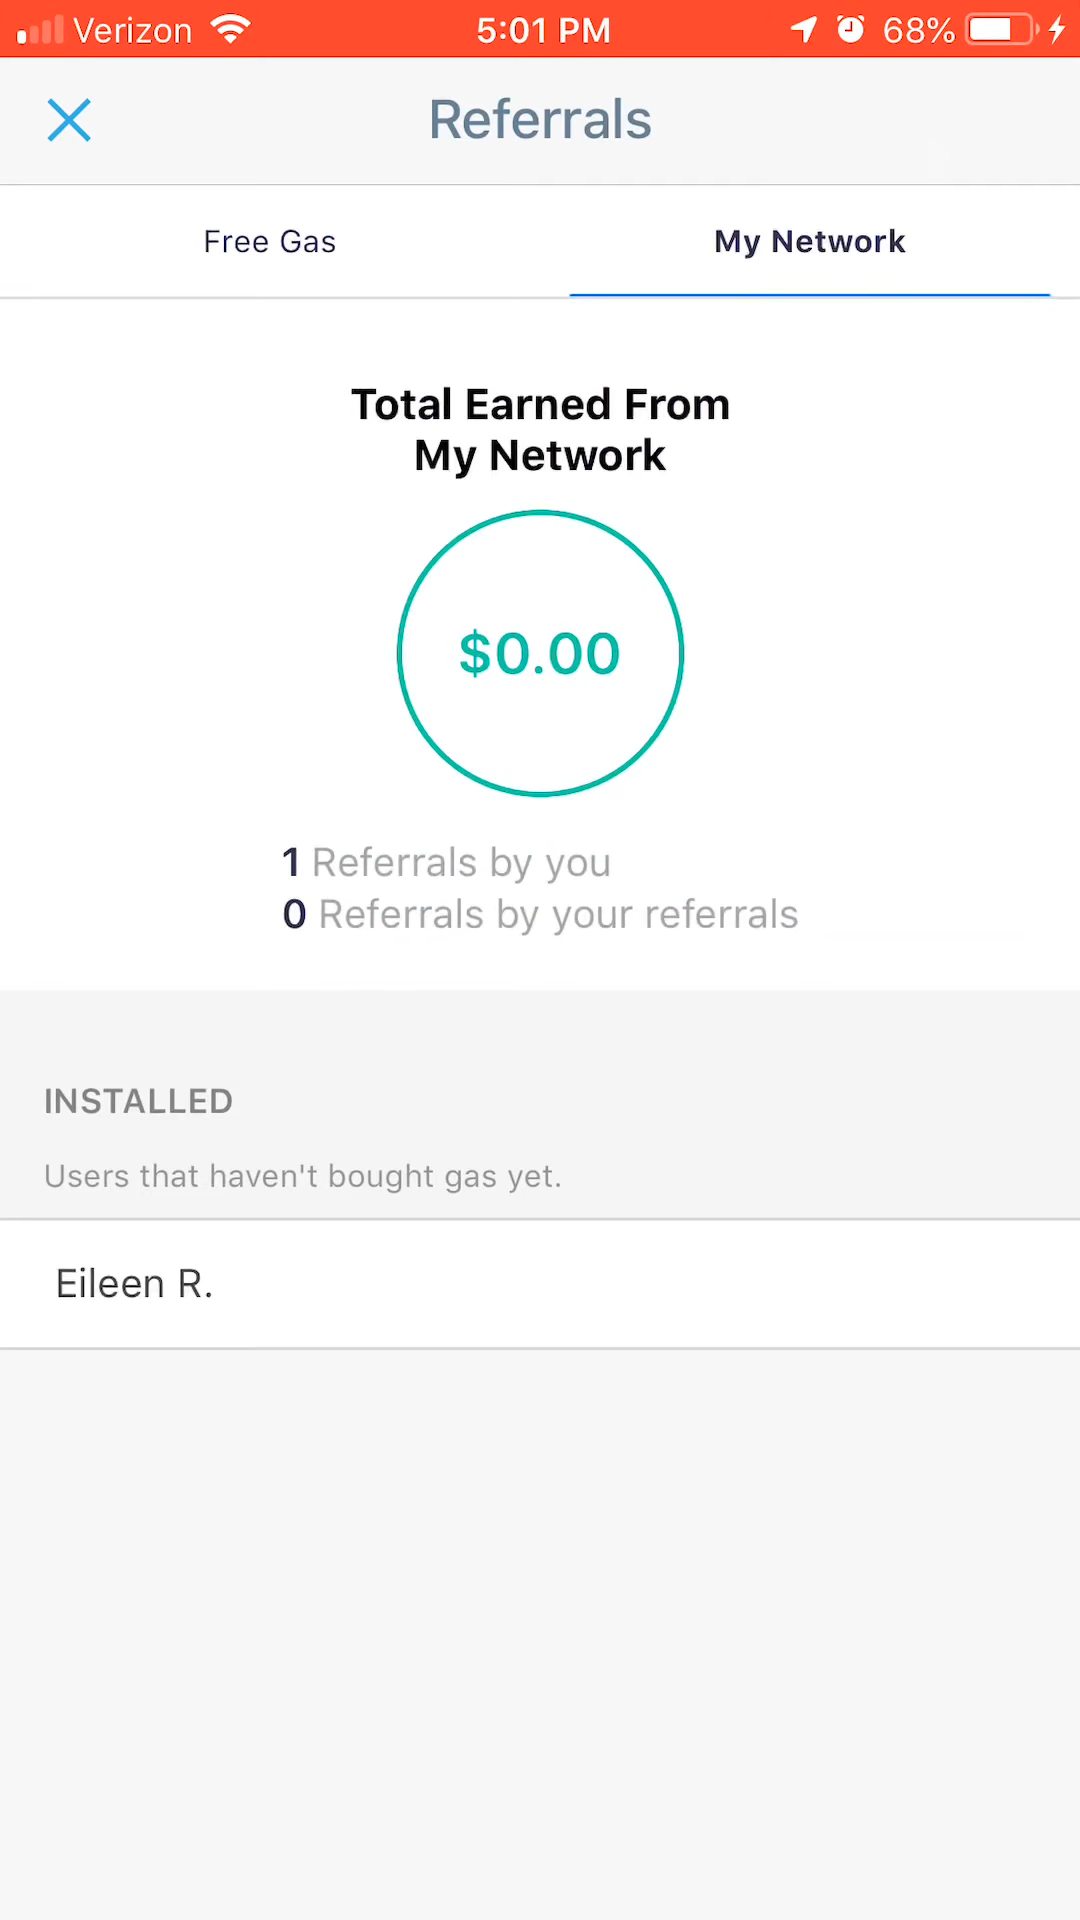 Verizon 5:01 PM 68%
Referrals
Free Gas My Network
Total Earned From
My Network
$0.00
1 Referrals by you
0 Referrals by your referrals
INSTALLED
Users that haven't bought gas yet.
Eileen R.